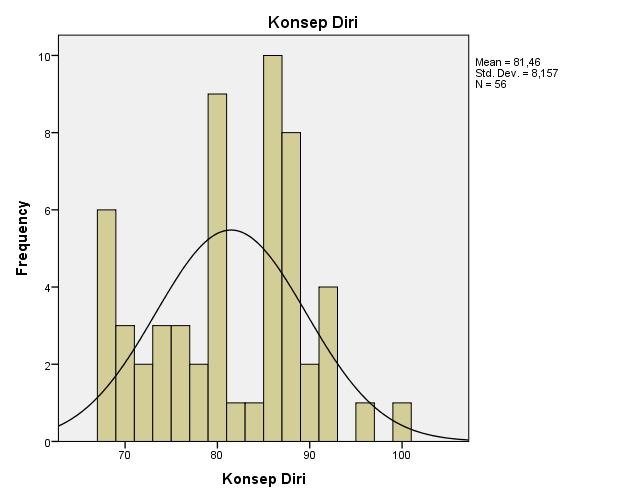 Konsep Diri
Mean = 81,46
Std. Dev. = 8,157
N = 56
Frequency
10
8
6
4
2
0
70 80 90 100
Konsep Diri